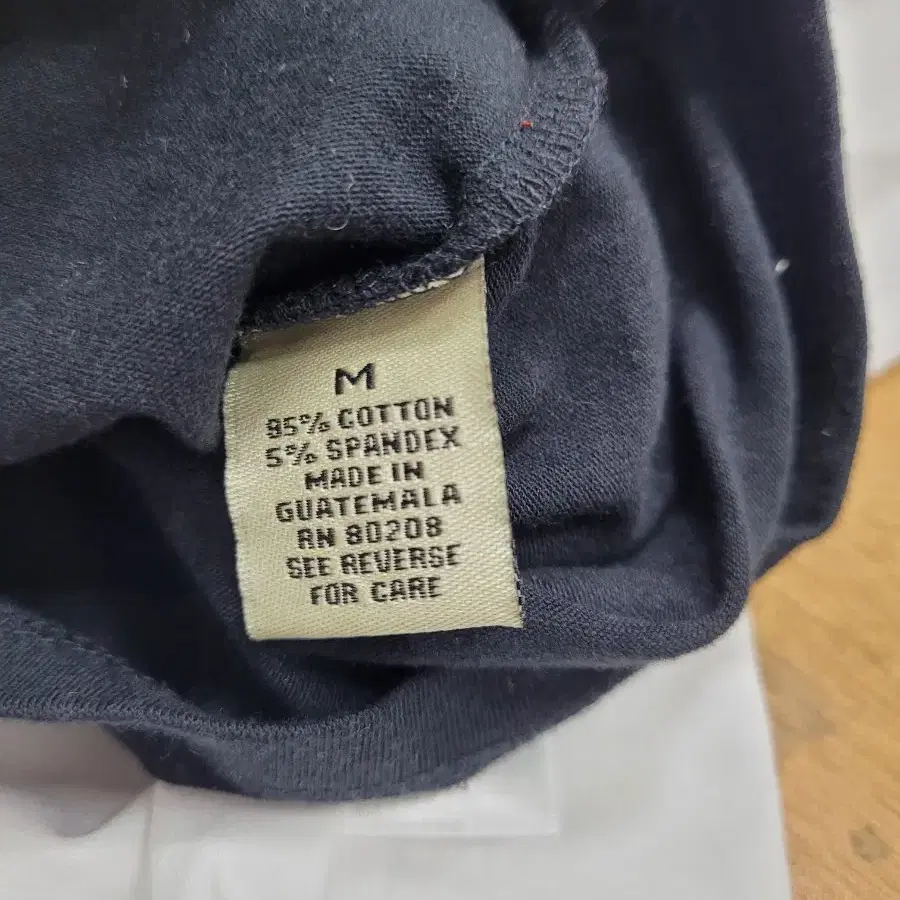 M
95% COTTON
5% SPANDEX
MADE IN
GUATEMALA
RN 80208
SEE REVERSE
FOR CARE